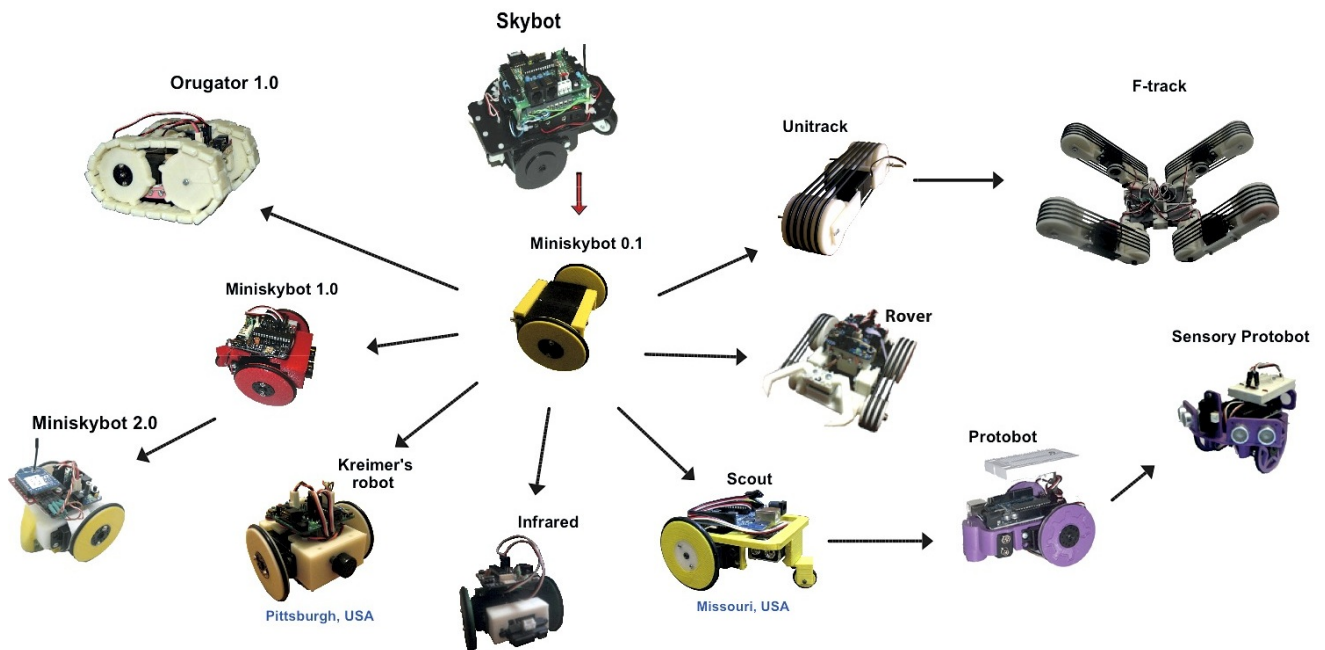 Skybot
Orugator 1.0
F-track
Unitrack
Miniskybot 0.1
Miniskybot 1.0
Rover
Sensory Protobot
Miniskybot 2.0
Protobot
Kreimer's
robot
Scout
Infrared
Pittsburgh, USA
Missouri, USA